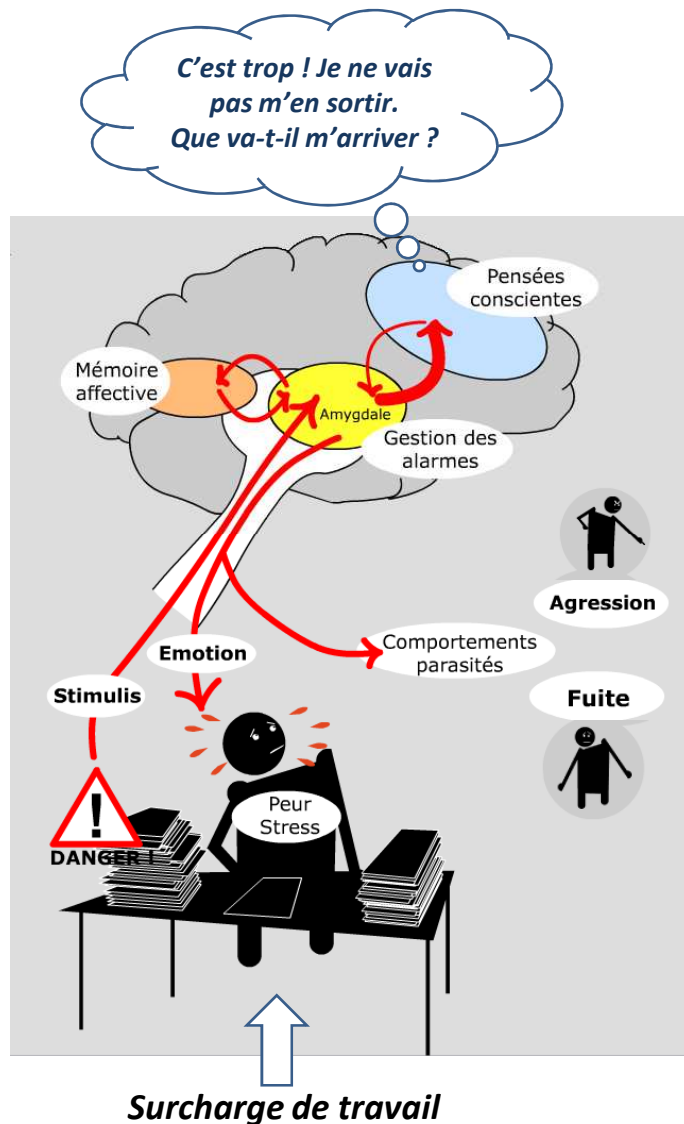 C'est trop ! Je ne vais
pas m'en sortir.
Que va-t-il m'arriver ?
Pensées
conscientes
Mémoire
affective
Amygdale
Gestion des
alarmes
Agression
Emotion
Comportements
parasités
Stimulis
Fuite
!
Peur
Stress
DANGER !
Surcharge de travail